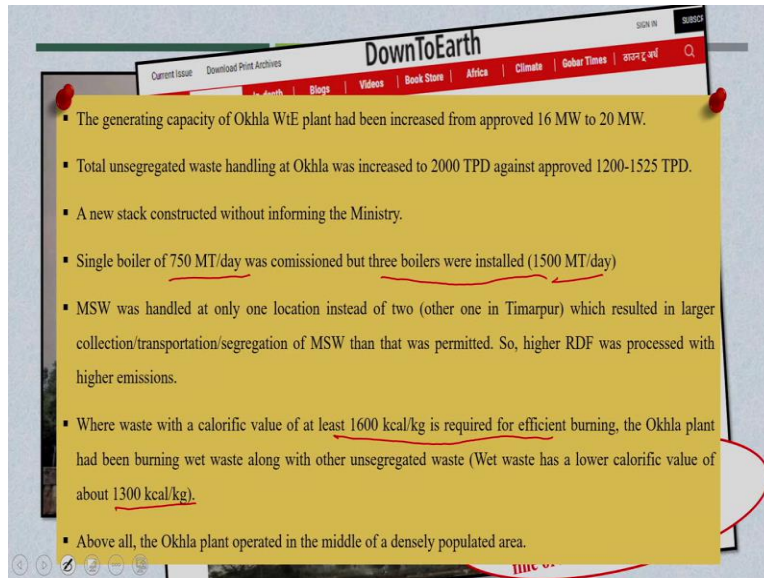 SIGN IN
SUBSCR
Current Issue Download Print Archives
DownToEarth
Blogs Videos Book Store Africa Climate Gobar Times डाउन टू अर्थ
▪ The generating capacity of Okhla WtE plant had been increased from approved 16 MW to 20 MW.
▪ Total unsegregated waste handling at Okhla was increased to 2000 TPD against approved 1200-1525 TPD.
▪ A new stack constructed without informing the Ministry.
▪ Single boiler of 750 MT/day was comissioned but three boilers were installed (1500 MT/day)
▪ MSW was handled at only one location instead of two (other one in Timarpur) which resulted in larger
collection/transportation/segregation of MSW than that was permitted. So, higher RDF was processed with
higher emissions.
▪ Where waste with a calorific value of at least 1600 kcal/kg is required for efficient burning, the Okhla plant
had been burning wet waste along with other unsegregated waste (Wet waste has a lower calorific value of
about 1300 kcal/kg).
▪ Above all, the Okhla plant operated in the middle of a densely populated area.